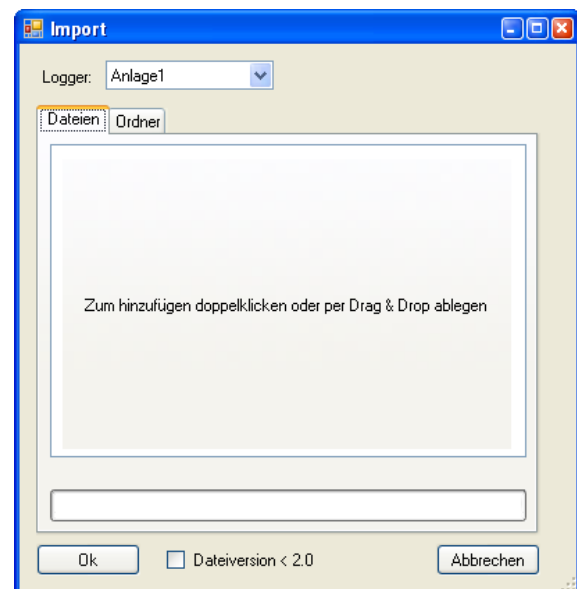 Import
Logger: Anlage1
Dateien Ordner
Zum hinzufügen doppelklicken oder per Drag & Drop ablegen
Ok Dateiversion < 2.0 Abbrechen